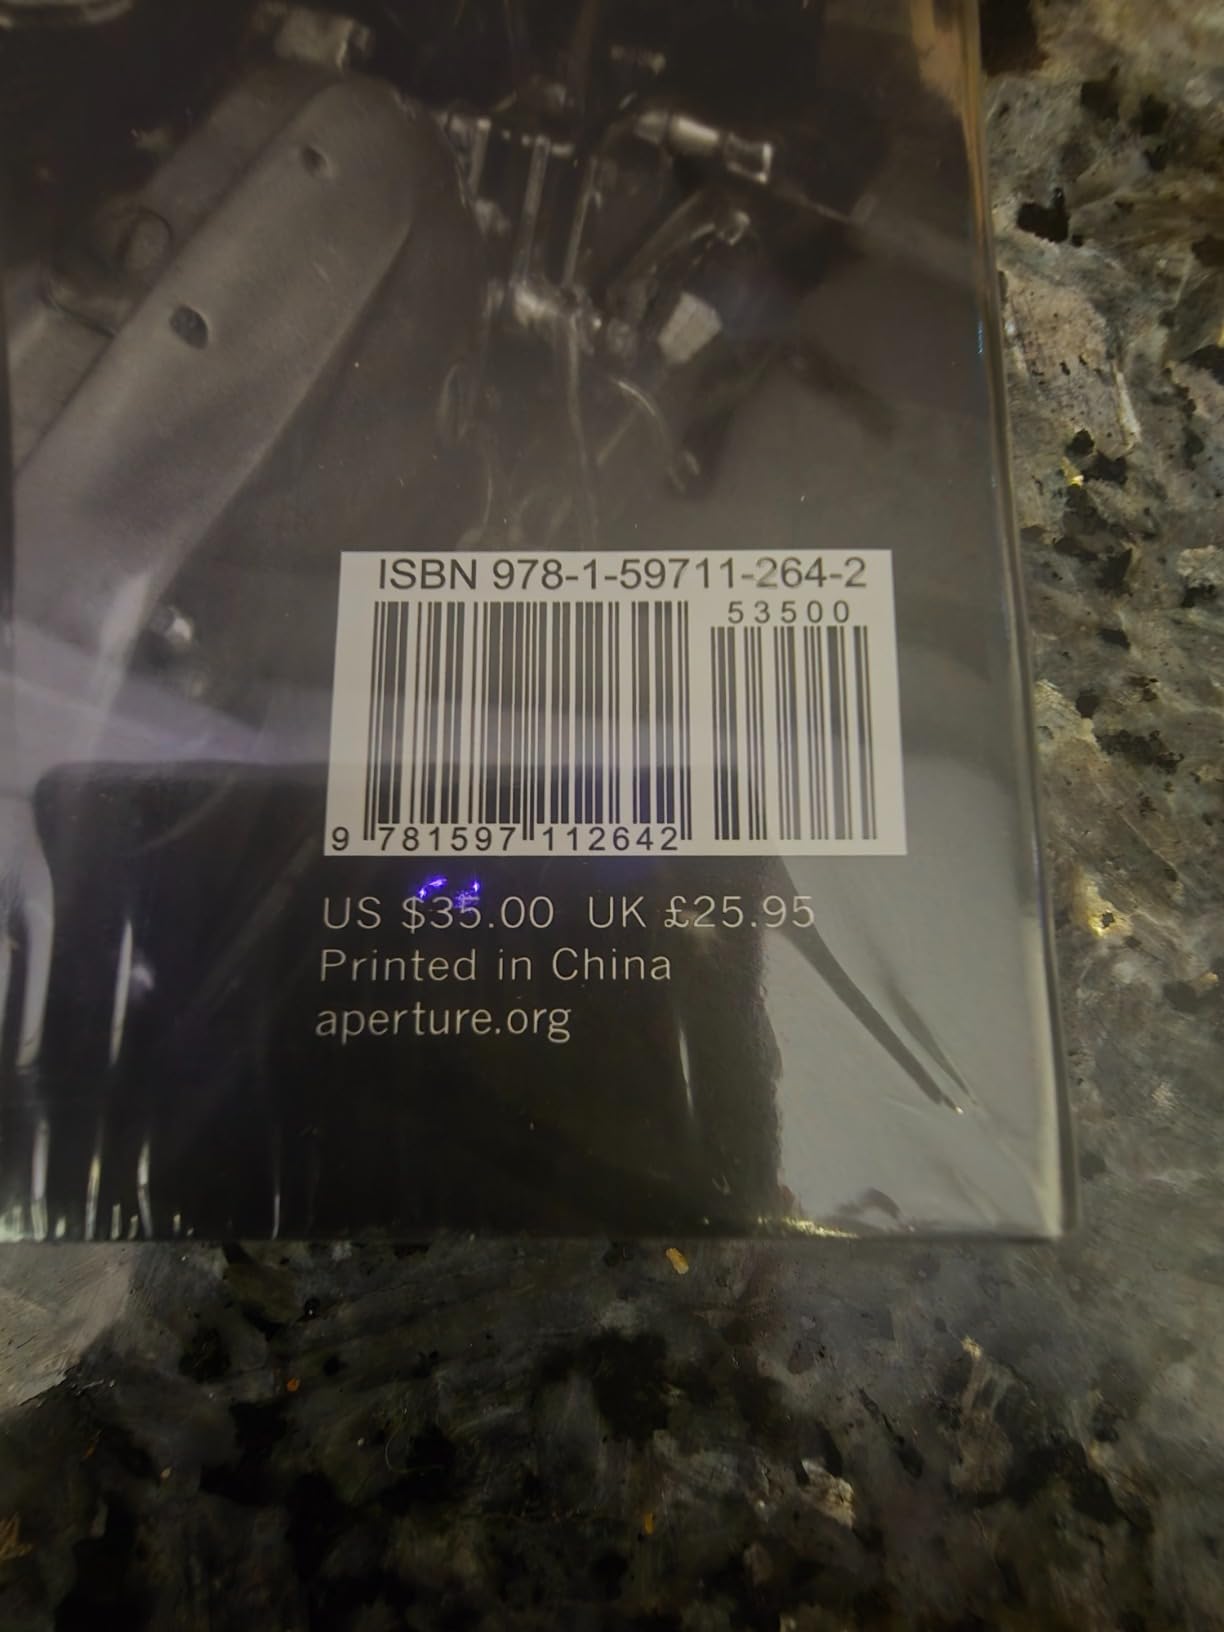 ISBN 978-1-59711-264-2
53500
9 781597 112642
US $35.00 UK £25.95
Printed in China
aperture.org